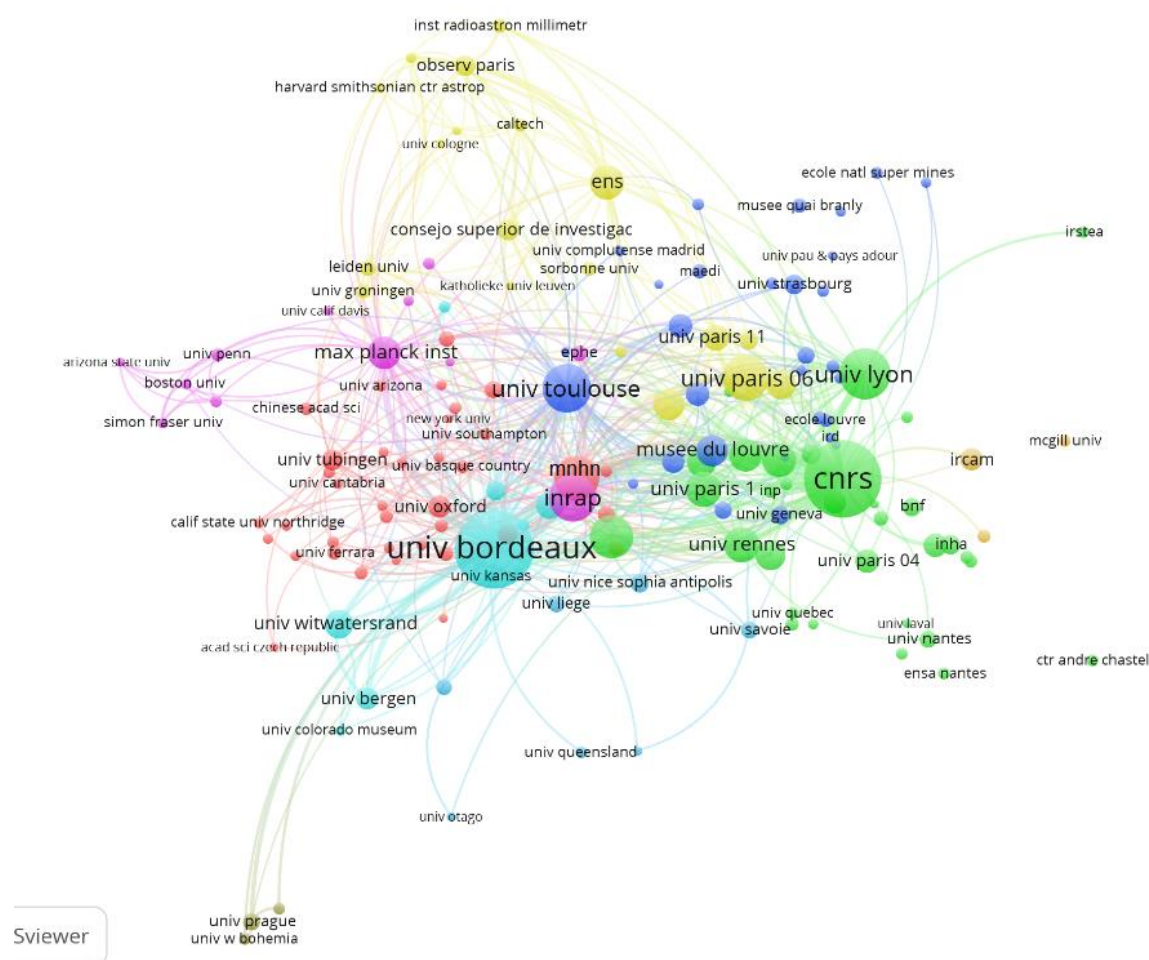 inst radioastron millimetr
observ paris
harvard smithsonian ctr astrop
caltech
univ cologne
ens
ecole natl super mines
musee quai branly
consejo superior de investigac
irstea
univ complutense madrid
univ pau & pays adour
leiden univ
sorbonne univ
maedi
katholieke univ leuven
univ strasbourg
univ groningen
univ calif davis
univ paris 11
max planck inst
ephe
univ penn
arizona state univ
univ paris 06
univ lyon
boston univ
univ arizona
univ toulouse
chinese acad sci
simon fraser univ
new york univ
ecole louvre
univ southampton
ird
mcgill univ
musee du louvre
univ tubingen
univ basque country
mnhn
ircam
univ cantabria
cnrs
univ paris 1
inp
inrap
univ oxford
bnf
univ geneva
calif state univ northridge
univ rennes
inha
univ ferrara
univ bordeaux
univ paris 04
univ kansas
univ nice sophia antipolis
univ liege
univ quebec
univ witwatersrand
univ savoie
univ laval
univ nantes
acad sci czech republic
ctr andre chastel
ensa nantes
univ bergen
univ colorado museum
univ queensland
univ otago
univ prague
Sviewer
univ w bohemia